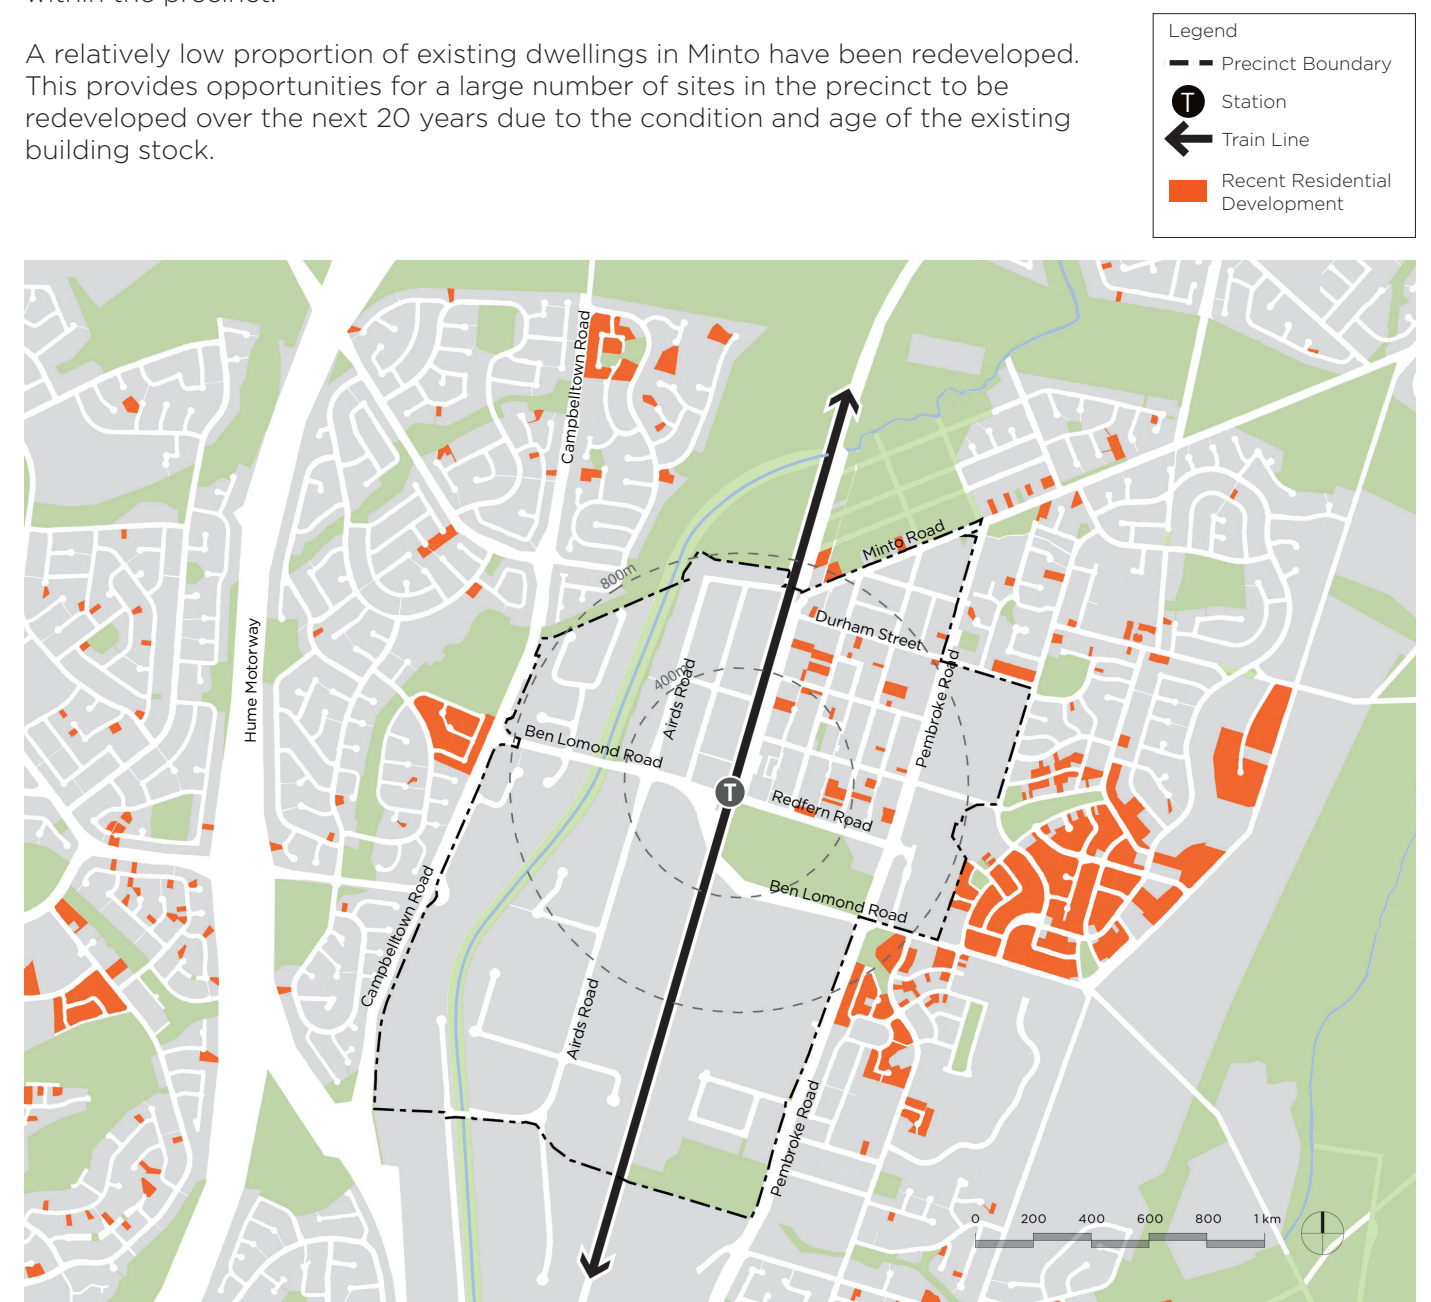 within the precinct.
A relatively low proportion of existing dwellings in Minto have been redeveloped.
This provides opportunities for a large number of sites in the precinct to be
redeveloped over the next 20 years due to the condition and age of the existing
building stock.
Legend
Precinct Boundary
T
Station
Train Line
Recent Residential
Development
Campbelltown Road
Minto Road
800m
Durham Street
400m
Airds Road
Pembroke Road
Hume Motorway
Ben Lomond Road
T
Redfern Road
Ben Lomond Road
Campbelltown Road
Airds Road
Pembroke Road
0 200 400 600 800 1 km